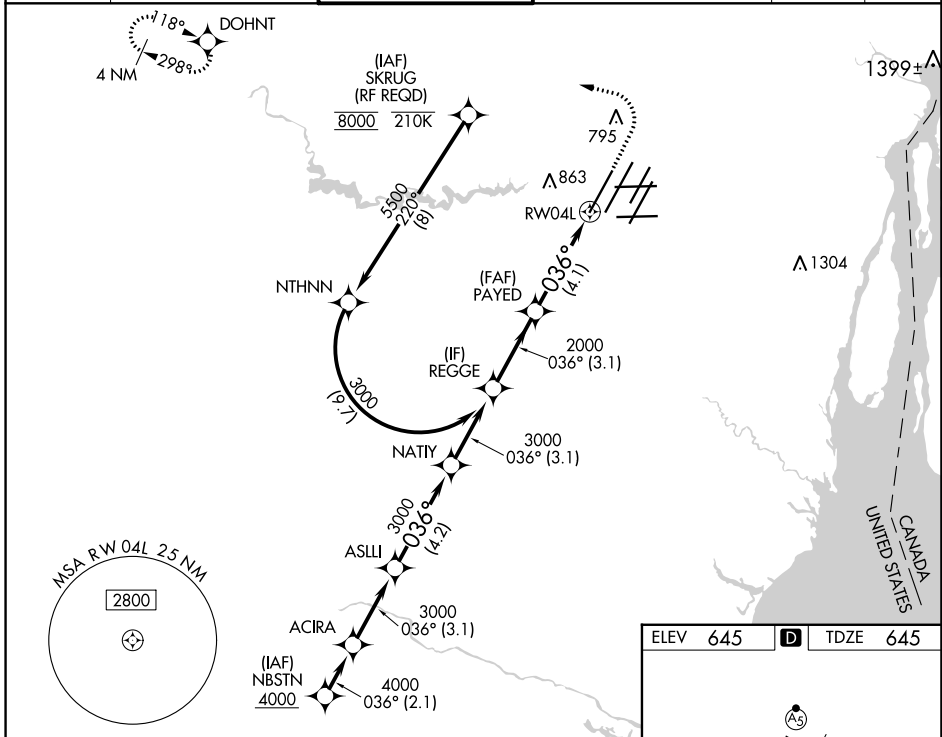 118°
DOHNT
298°
4 NM
(IAF)
SKRUG
(RF REQD)
8000 210K
1399±
795
863
RW04L
5500
220°
(8)
1304
NTHNN
036°
(4.1)
(FAF)
PAYED
2000
036° (3.1)
(IF)
REGGE
3000
(9.7)
3000
036° (3.1)
NATIY
3000
036°
(4.2)
CANADA
UNITED STATES
ASLLI
MSA RW 04L 25 NM
2800
3000
036° (3.1)
ACIRA
(IAF)
NBSTN
4000
4000
036° (2.1)
ELEV 645 D TDZE 645
A5